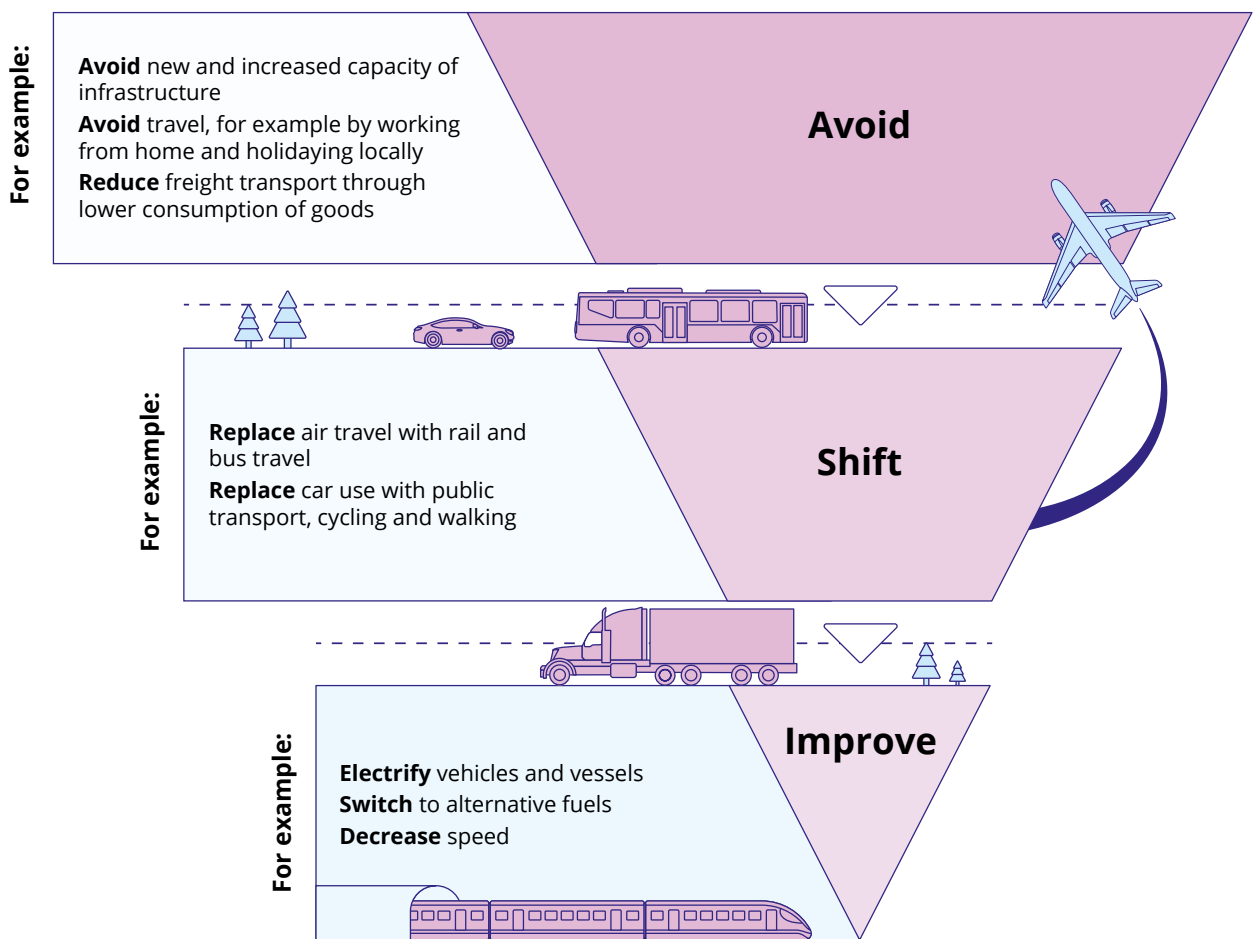 For example:
Avoid new and increased capacity of
infrastructure
Avoid travel, for example by working
from home and holidaying locally
Reduce freight transport through
lower consumption of goods
Avoid
For example:
Replace air travel with rail and
bus travel
Replace car use with public
transport, cycling and walking
Shift
For example:
Electrify vehicles and vessels
Switch to alternative fuels
Decrease speed
Improve